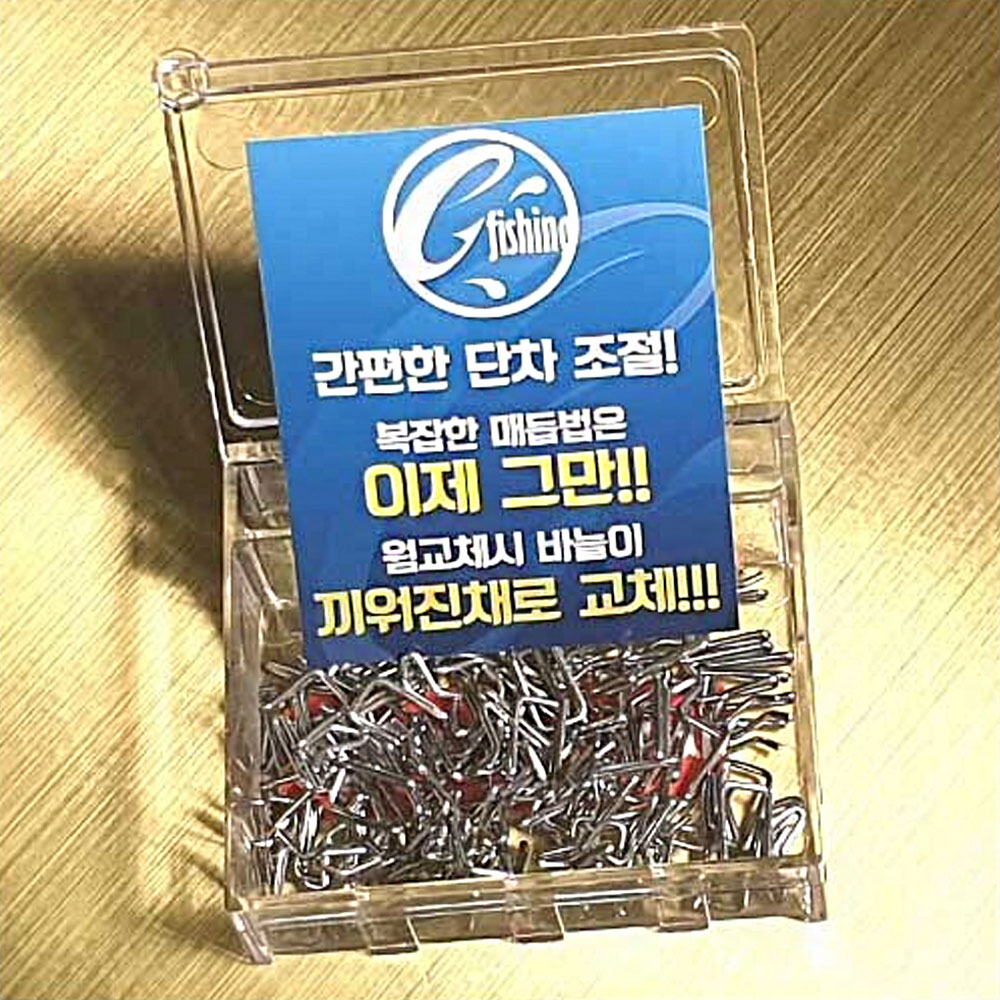 G fishing
간편한 단차 조절!
복잡한 매듭법은
이제 그만!!
웜교체시 바늘이
끼워진채로 교체!!!